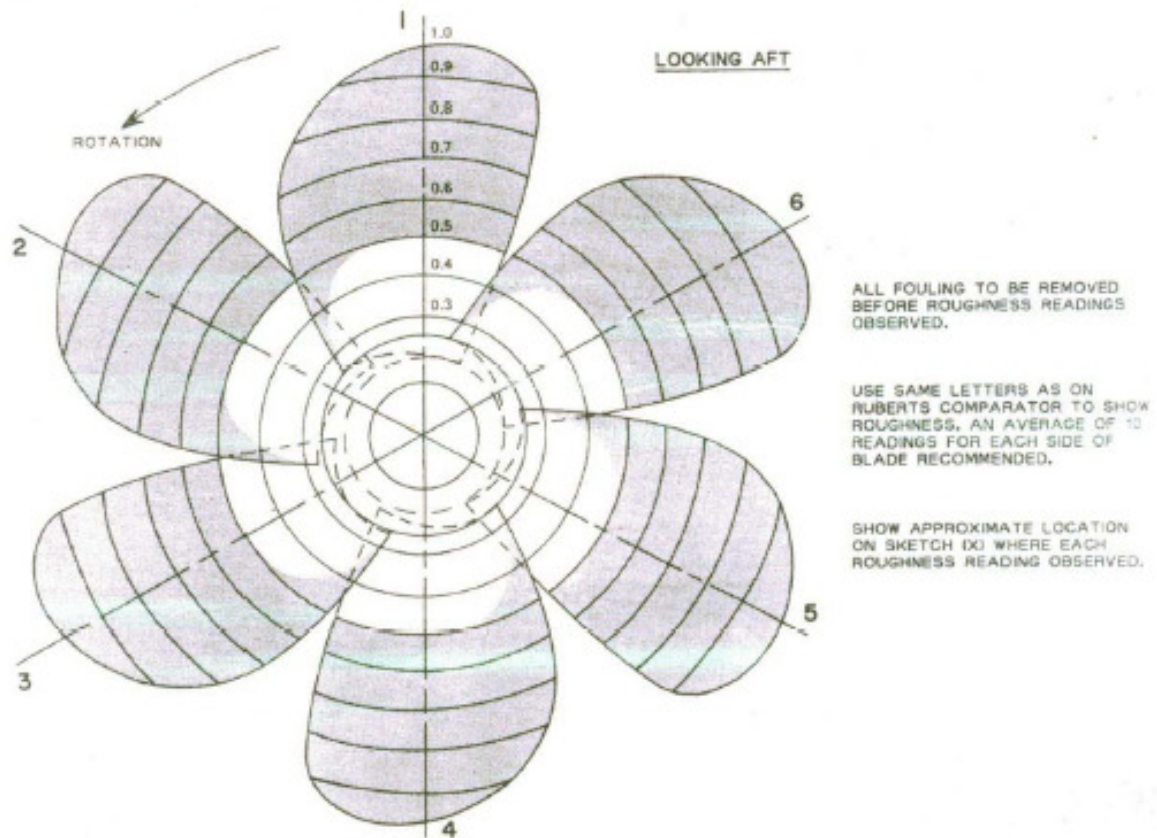 1
1.0
0.9
0.8
0.7
0.6
0.5
0.4
0.3
LOOKING AFT
ROTATION
2
6
ALL FOULING TO BE REMOVED
BEFORE ROUGHNESS READINGS
OBSERVED.
USE SAME LETTERS AS ON
RUBERTS COMPARATOR TO SHOW
ROUGHNESS. AN AVERAGE OF 10
READINGS FOR EACH SIDE OF
BLADE RECOMMENDED.
SHOW APPROXIMATE LOCATION
ON SKETCH (X) WHERE EACH
ROUGHNESS READING OBSERVED.
5
3
4